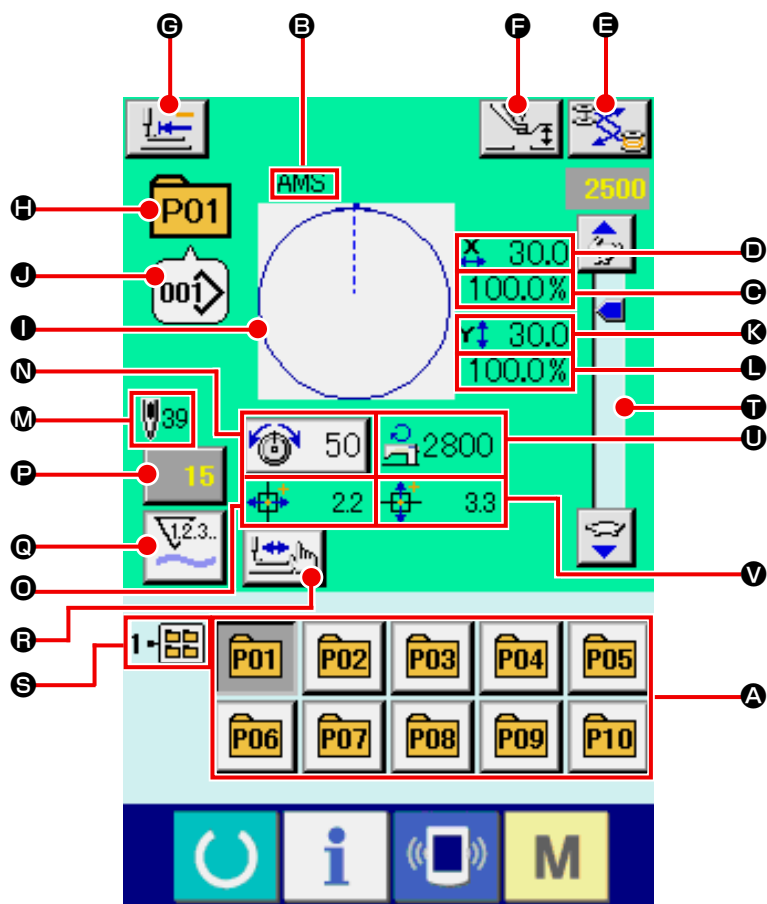 G B F E
AMS
2500
H P01
X 30.0 D
J 001 100.0% C
I Y 30.0 K
N 100.0% L
M 39 T
50 2800 U
P 15
2.2 3.3
Q 1.2.3..
O V
R
S 1 P01 P02 P03 P04 P05 A
P06 P07 P08 P09 P10
i M